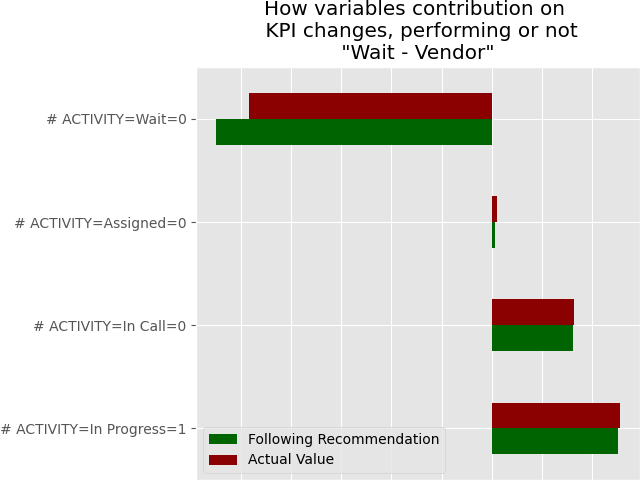 How variables contribution on
KPI changes, performing or not
"Wait - Vendor"
# ACTIVITY=Wait=0
# ACTIVITY=Assigned=0
# ACTIVITY=In Call=0
# ACTIVITY=In Progress=1
Following Recommendation
Actual Value